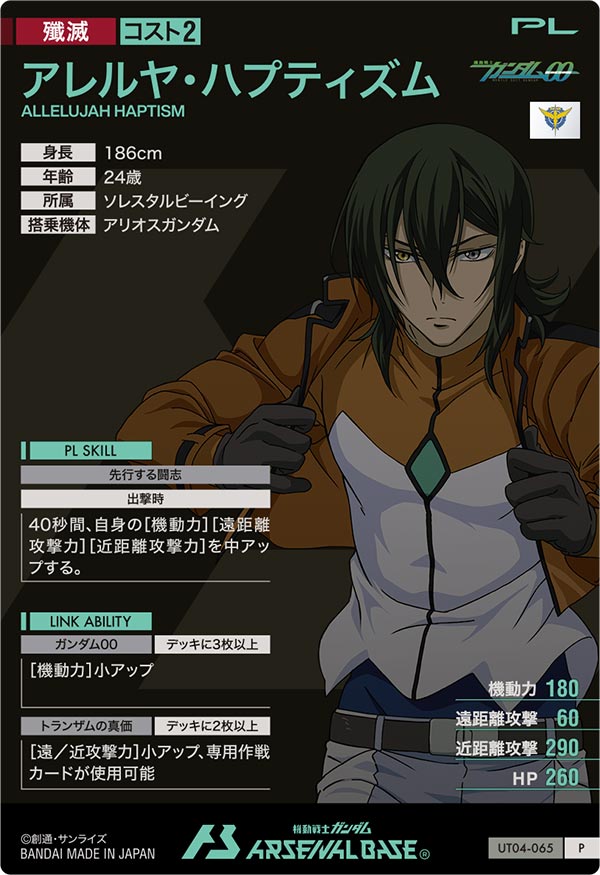 殲滅 コスト2 PL
アレルヤ・ハプティズム
ALLELUJAH HAPTISM
機動戦士ガンダム00
身長 186cm
年齢 24歳
所属 ソレスタルビーイング
搭乗機体 アリオスガンダム
PL SKILL
先行する闘志
出撃時
40秒間、自身の[機動力][遠距離
攻撃力][近距離攻撃力]を中アッ
プする。
LINK ABILITY
ガンダム00 デッキに3枚以上
[機動力]小アップ
トランザムの真価 デッキに2枚以上
[遠/近攻撃力]小アップ、専用作戦
カードが使用可能
機動力 180
遠距離攻撃 60
近距離攻撃 290
HP 260
©創通・サンライズ
BANDAI MADE IN JAPAN
機動戦士ガンダム
ARSENAL BASE®
UT04-065 P